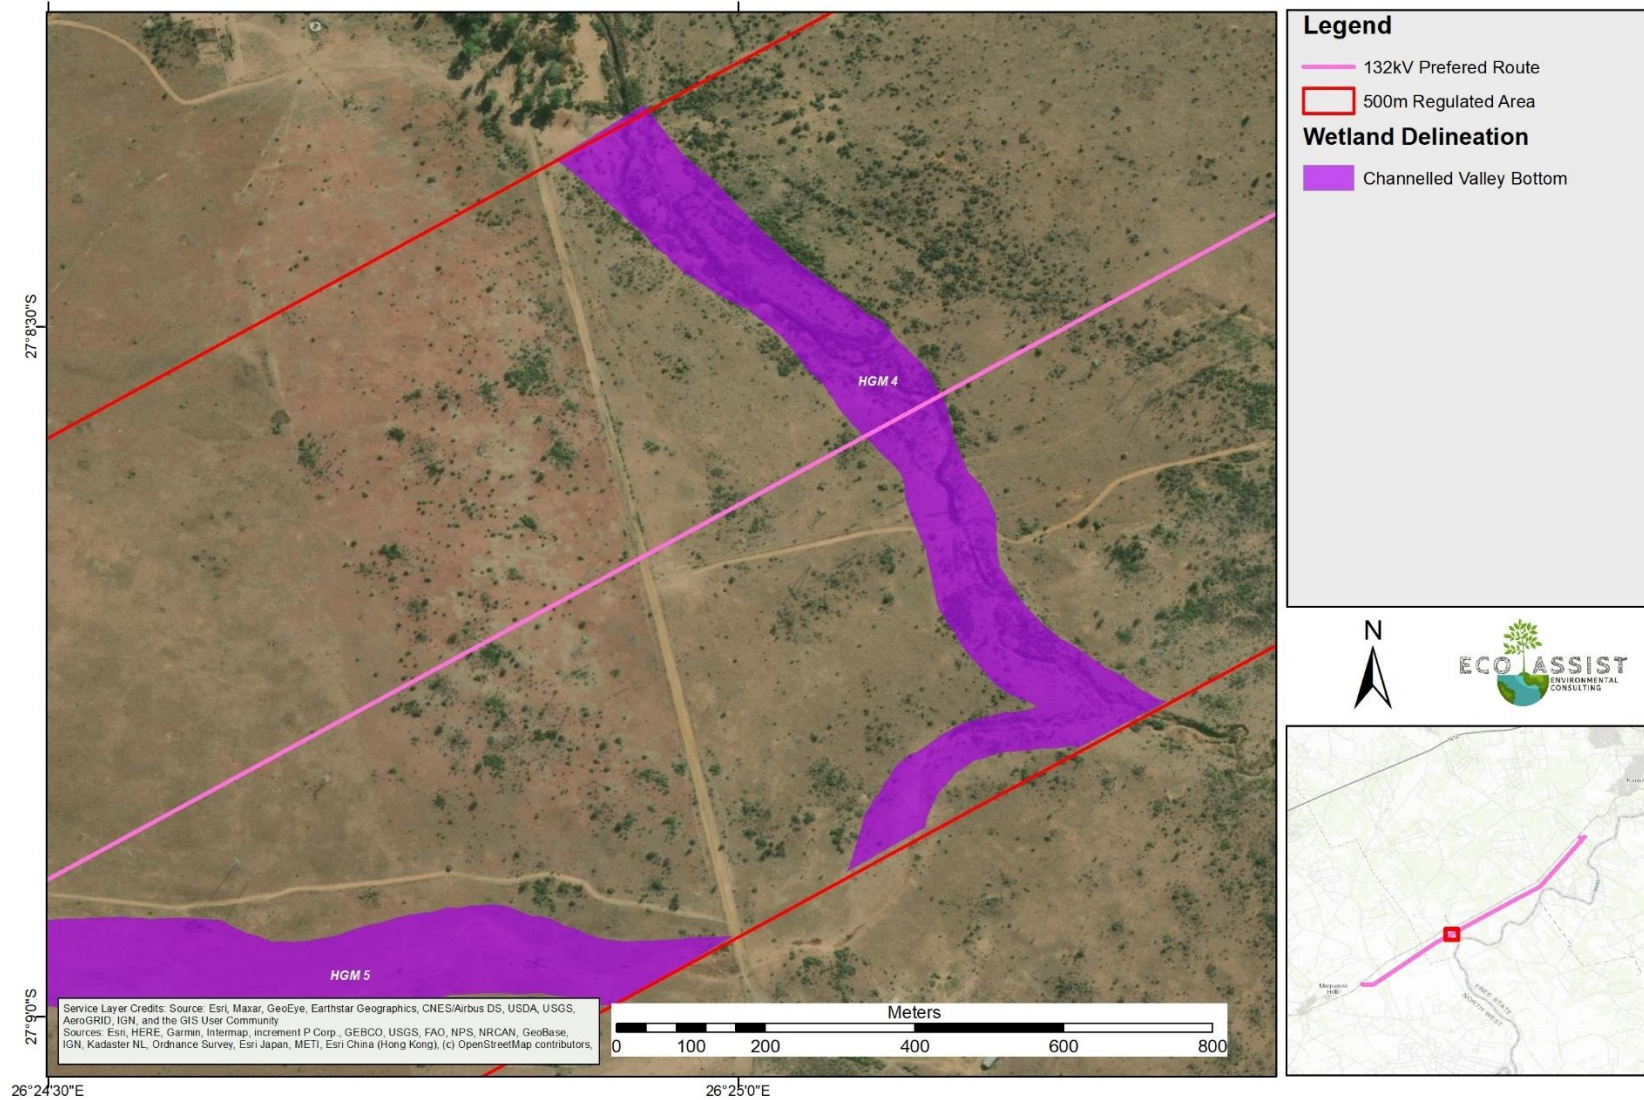 Legend
132kV Prefered Route
500m Regulated Area
Wetland Delineation
Channelled Valley Bottom
27°8'30"S
HGM 4
N
ECO ASSIST
ENVIRONMENTAL
CONSULTING
HGM 5
27°9'0"S
Service Layer Credits: Source: Esri, Maxar, GeoEye, Earthstar Geographics, CNES/Airbus DS, USDA, USGS,
AeroGRID, IGN, and the GIS User Community
Sources: Esri, HERE, Garmin, Intermap, increment P Corp., GEBCO, USGS, FAO, NPS, NRCAN, GeoBase,
IGN, Kadaster NL, Ordnance Survey, Esri Japan, METI, Esri China (Hong Kong), (c) OpenStreetMap contributors,
Meters
0 100 200 400 600 800
FREE STATE
NORTH WEST
26°24'30"E
26°25'0"E